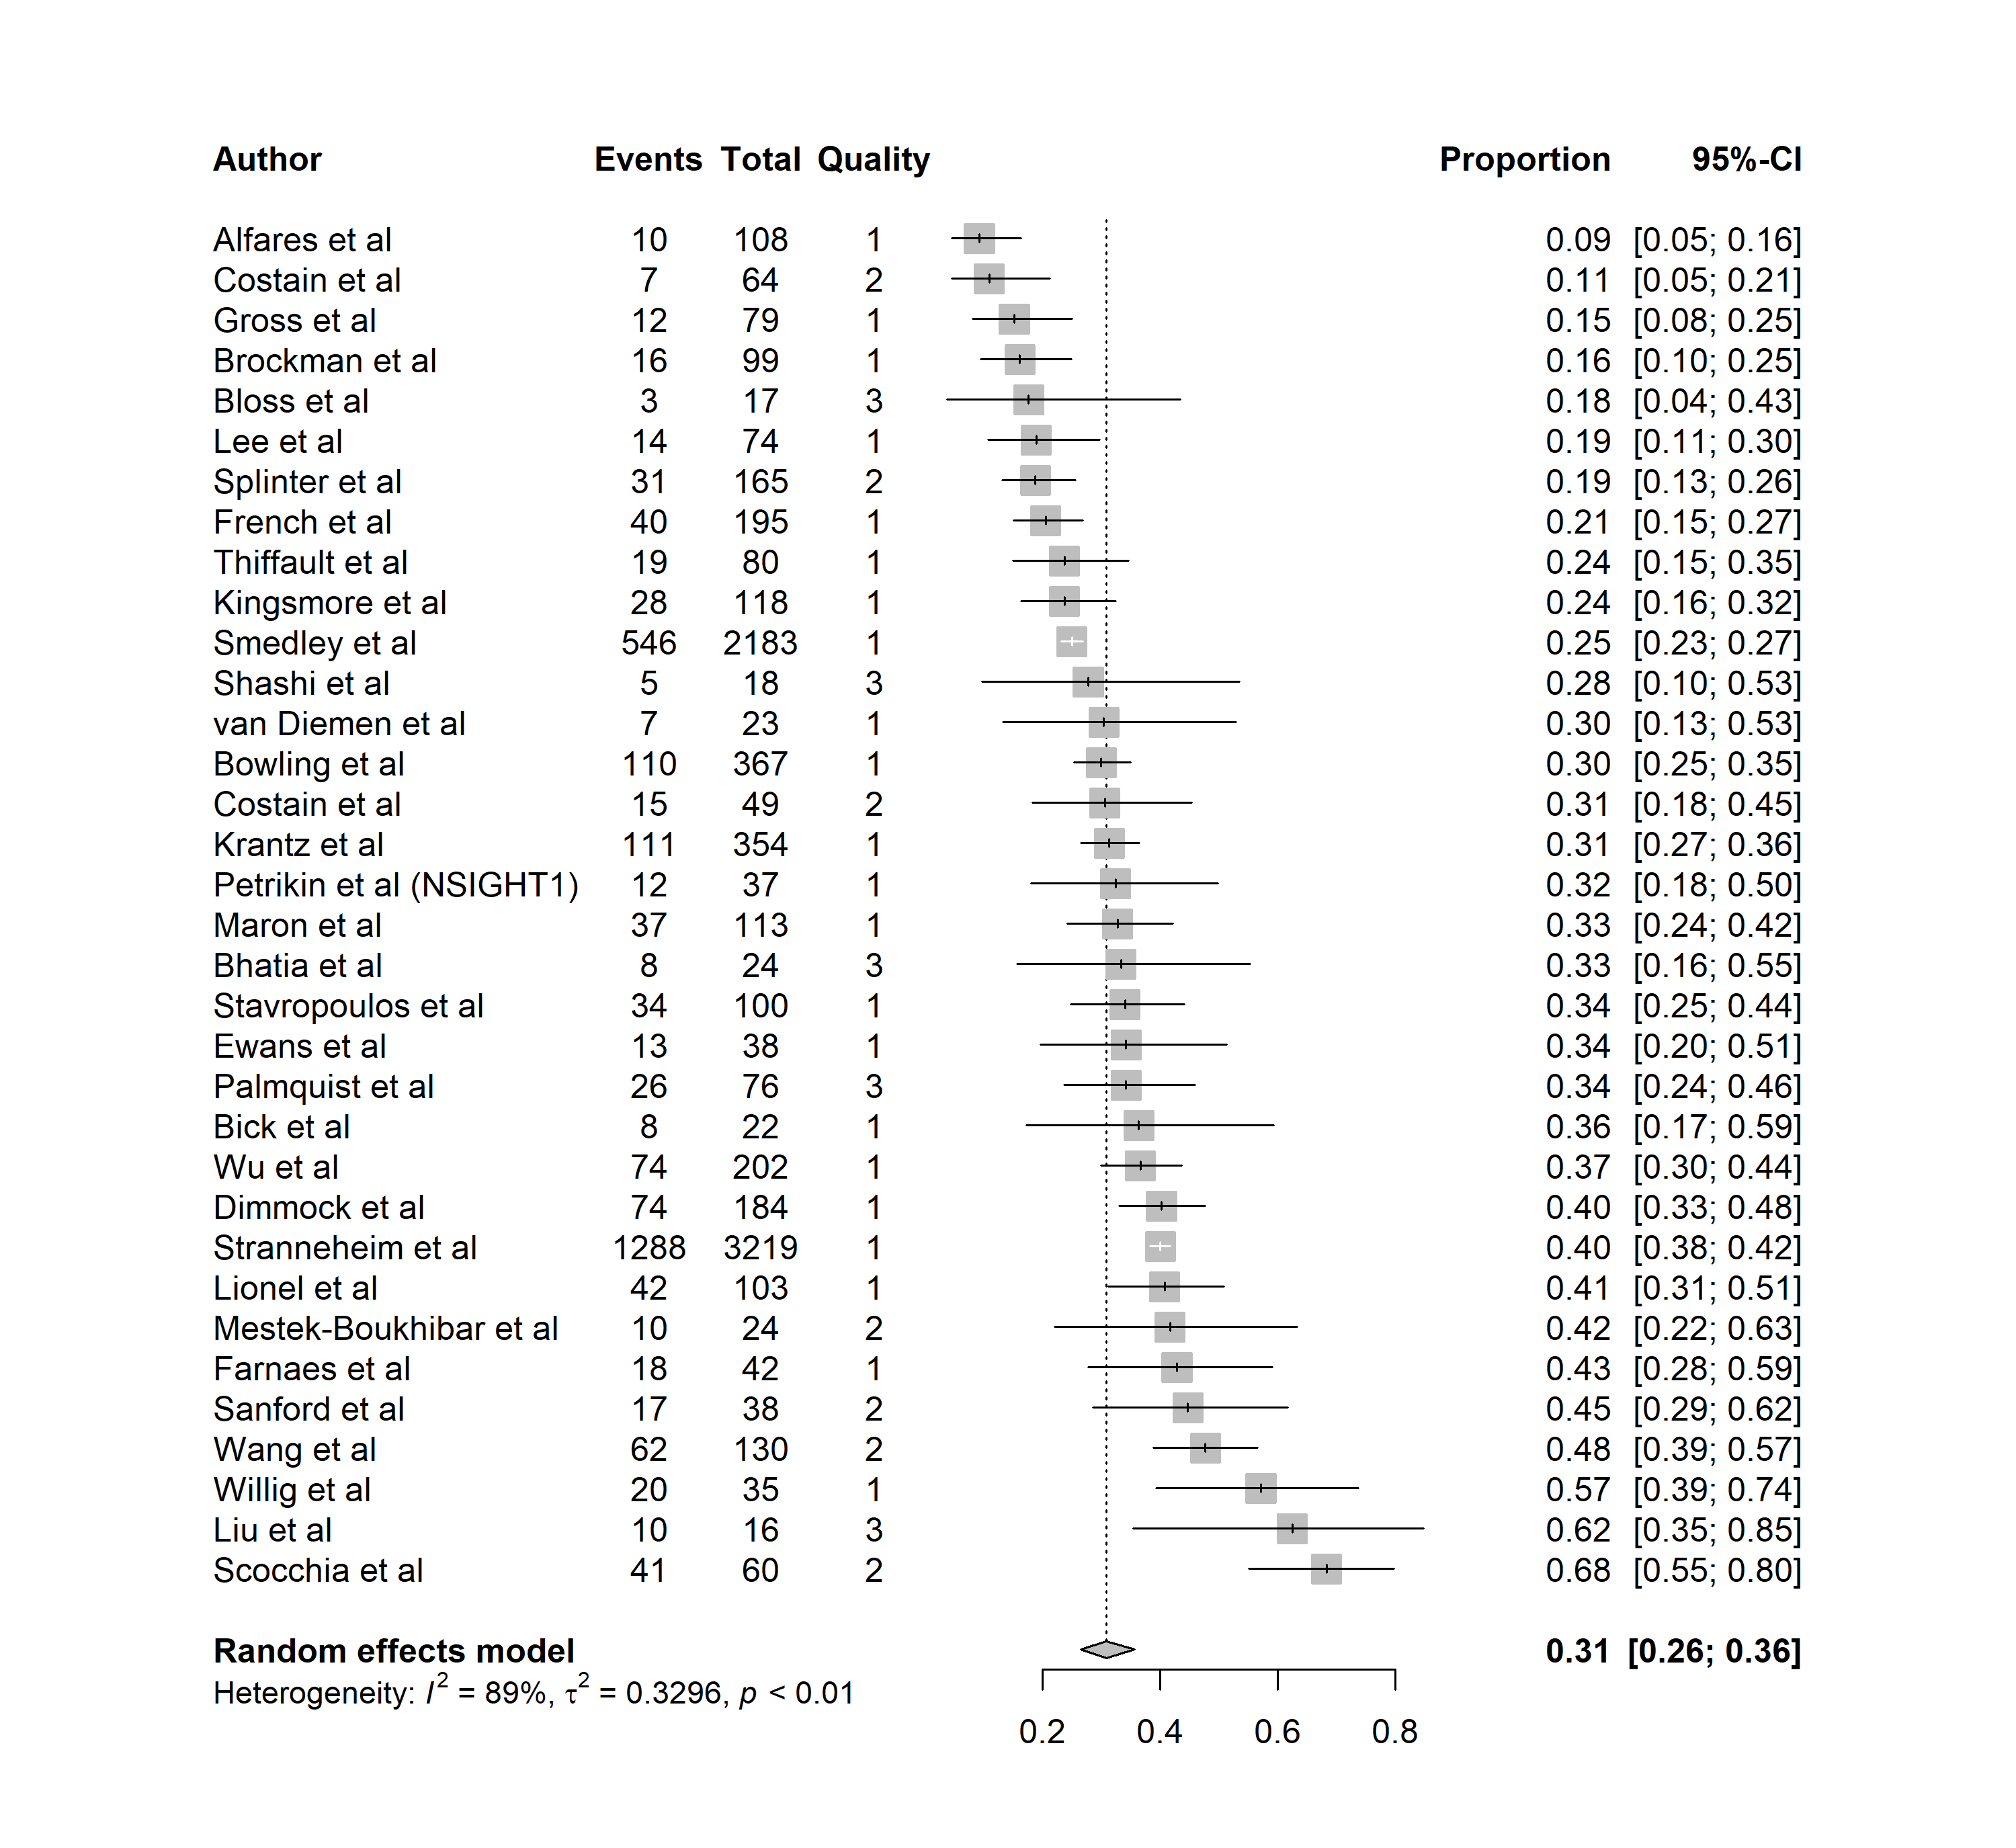 Author Events Total Quality Proportion 95%-CI
Alfares et al 10 108 1 0.09 [0.05; 0.16]
Costain et al 7 64 2 0.11 [0.05; 0.21]
Gross et al 12 79 1 0.15 [0.08; 0.25]
Brockman et al 16 99 1 0.16 [0.10; 0.25]
Bloss et al 3 17 3 0.18 [0.04; 0.43]
Lee et al 14 74 1 0.19 [0.11; 0.30]
Splinter et al 31 165 2 0.19 [0.13; 0.26]
French et al 40 195 1 0.21 [0.15; 0.27]
Thiffault et al 19 80 1 0.24 [0.15; 0.35]
Kingsmore et al 28 118 1 0.24 [0.16; 0.32]
Smedley et al 546 2183 1 0.25 [0.23; 0.27]
Shashi et al 5 18 3 0.28 [0.10; 0.53]
van Diemen et al 7 23 1 0.30 [0.13; 0.53]
Bowling et al 110 367 1 0.30 [0.25; 0.35]
Costain et al 15 49 2 0.31 [0.18; 0.45]
Krantz et al 111 354 1 0.31 [0.27; 0.36]
Petrikin et al (NSIGHT1) 12 37 1 0.32 [0.18; 0.50]
Maron et al 37 113 1 0.33 [0.24; 0.42]
Bhatia et al 8 24 3 0.33 [0.16; 0.55]
Stavropoulos et al 34 100 1 0.34 [0.25; 0.44]
Ewans et al 13 38 1 0.34 [0.20; 0.51]
Palmquist et al 26 76 3 0.34 [0.24; 0.46]
Bick et al 8 22 1 0.36 [0.17; 0.59]
Wu et al 74 202 1 0.37 [0.30; 0.44]
Dimmock et al 74 184 1 0.40 [0.33; 0.48]
Stranneheim et al 1288 3219 1 0.40 [0.38; 0.42]
Lionel et al 42 103 1 0.41 [0.31; 0.51]
Mestek-Boukhibar et al 10 24 2 0.42 [0.22; 0.63]
Farnaes et al 18 42 1 0.43 [0.28; 0.59]
Sanford et al 17 38 2 0.45 [0.29; 0.62]
Wang et al 62 130 2 0.48 [0.39; 0.57]
Willig et al 20 35 1 0.57 [0.39; 0.74]
Liu et al 10 16 3 0.62 [0.35; 0.85]
Scocchia et al 41 60 2 0.68 [0.55; 0.80]
Random effects model 0.31 [0.26; 0.36]
Heterogeneity: I² = 89%, τ² = 0.3296, p < 0.01
0.2 0.4 0.6 0.8